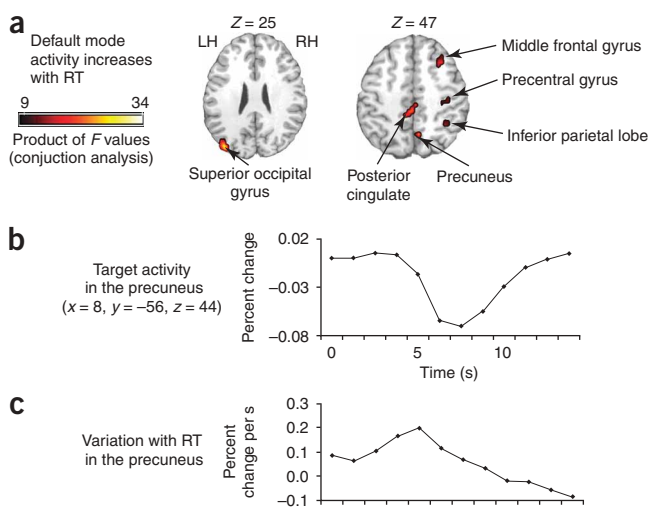 a
Default mode
activity increases
with RT
9 34
Product of F values
(conjuction analysis)
Z = 25
LH RH
Superior occipital
gyrus
Z = 47
Middle frontal gyrus
Precentral gyrus
Inferior parietal lobe
Posterior
cingulate
Precuneus
b
Target activity
in the precuneus
(x = 8, y = –56, z = 44)
Percent change
0.02
–0.03
–0.08
0 5 10
Time (s)
c
Variation with RT
in the precuneus
Percent
change per s
0.3
0.2
0.1
0.0
–0.1